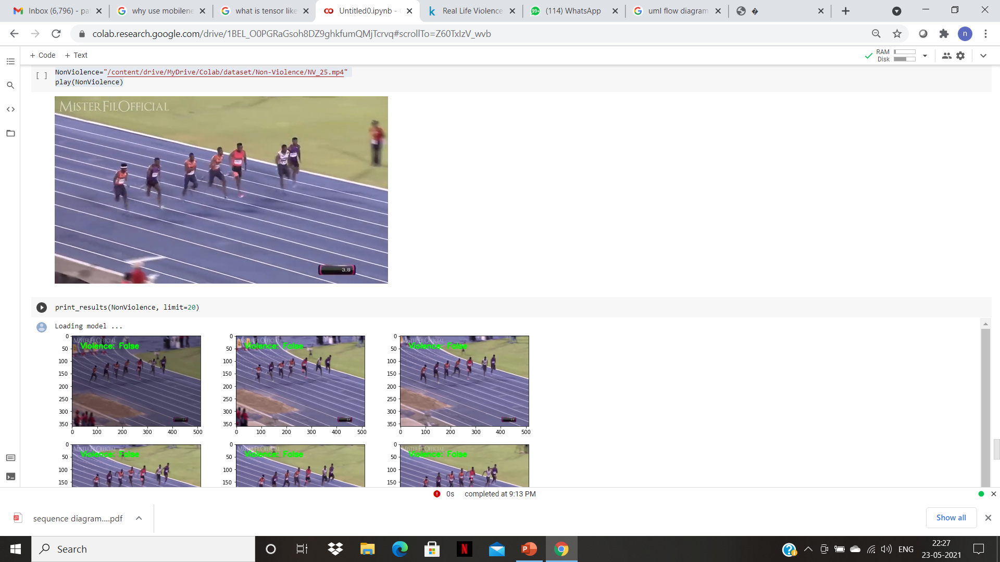 Inbox (6,796) - pa
why use mobilene
what is tensor like
Untitled0.ipynb -
Real Life Violence
99+ (114) WhatsApp
uml flow diagram
colab.research.google.com/drive/1BEL_O0PGRaGsoh8DZ9ghkfumQMjTcrvq#scrollTo=Z60TxIzV_wvb
n
+ Code + Text
RAM
Disk
[ ] NonViolence="/content/drive/MyDrive/Colab/dataset/Non-Violence/NV_25.mp4"
play(NonViolence)
MISTERFILOFFICIAL
3.8
print_results(NonViolence, limit=20)
Loading model ...
MISTERFILOFFICIAL MISTERFILOFFICIAL MISTERFILOFFICIAL
Violence: False Violence: False Violence: False
0 0 0
50 50 50
100 100 100
150 150 150
200 200 200
250 250 250
300 300 300
350 350 350
0 100 200 300 400 500 0 100 200 300 400 500 0 100 200 300 400 500
MISTERFILOFFICIAL MISTERFILOFFICIAL MISTERFILOFFICIAL
Violence: False Violence: False Violence: False
0 0 0
50 50 50
100 100 100
150 150 150
0s completed at 9:13 PM
sequence diagram....pdf
Show all
Search
N
P
ENG
22:27
23-05-2021